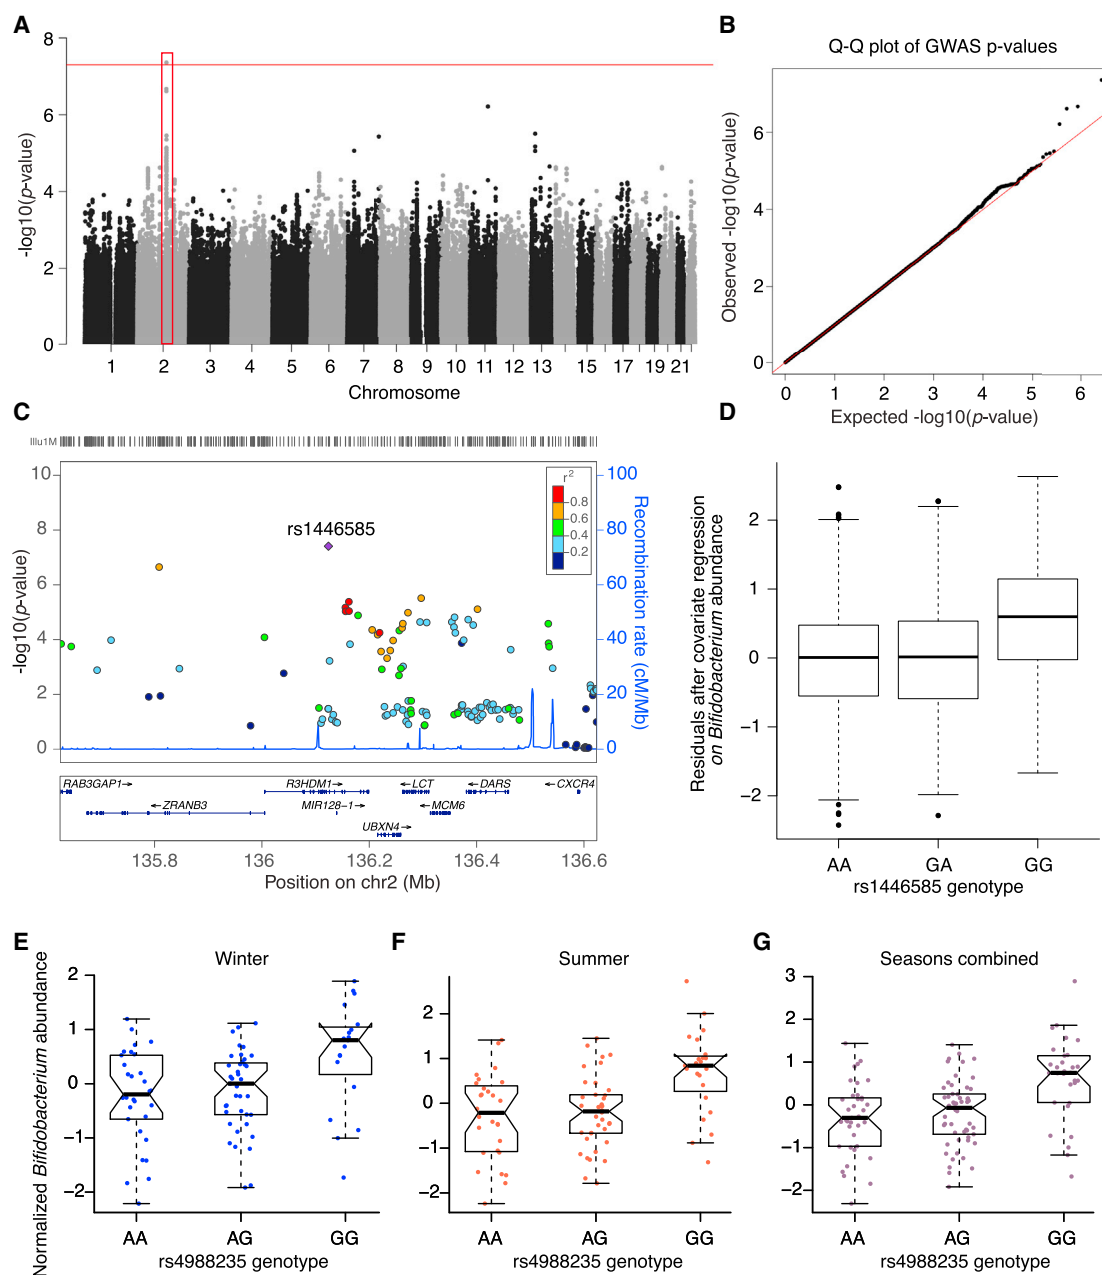 A
8
6
4
2
0
-log10(p-value)
1 2 3 4 5 6 7 8 9 10 11 12 13 14 15 17 19 21
Chromosome
B
Q-Q plot of GWAS p-values
6
4
2
0
Observed -log10(p-value)
0 1 2 3 4 5 6
Expected -log10(p-value)
C
Illu1M
10
8
6
4
2
0
-log10(p-value)
rs1446585
r2
0.8
0.6
0.4
0.2
100
80
60
40
20
0
Recombination rate (cM/Mb)
RAB3GAP1→
R3HDM1→
←LCT
←DARS
←CXCR4
←ZRANB3
MIR128−1→
←MCM6
UBXN4→
135.8 136 136.2 136.4 136.6
Position on chr2 (Mb)
D
Residuals after covariate regression
on Bifidobacterium abundance
2
1
0
−1
−2
AA GA GG
rs1446585 genotype
E
Winter
Normalized Bifidobacterium abundance
2
1
0
−1
−2
AA AG GG
rs4988235 genotype
F
Summer
2
1
0
−1
−2
AA AG GG
rs4988235 genotype
G
Seasons combined
3
2
1
0
−1
−2
AA AG GG
rs4988235 genotype